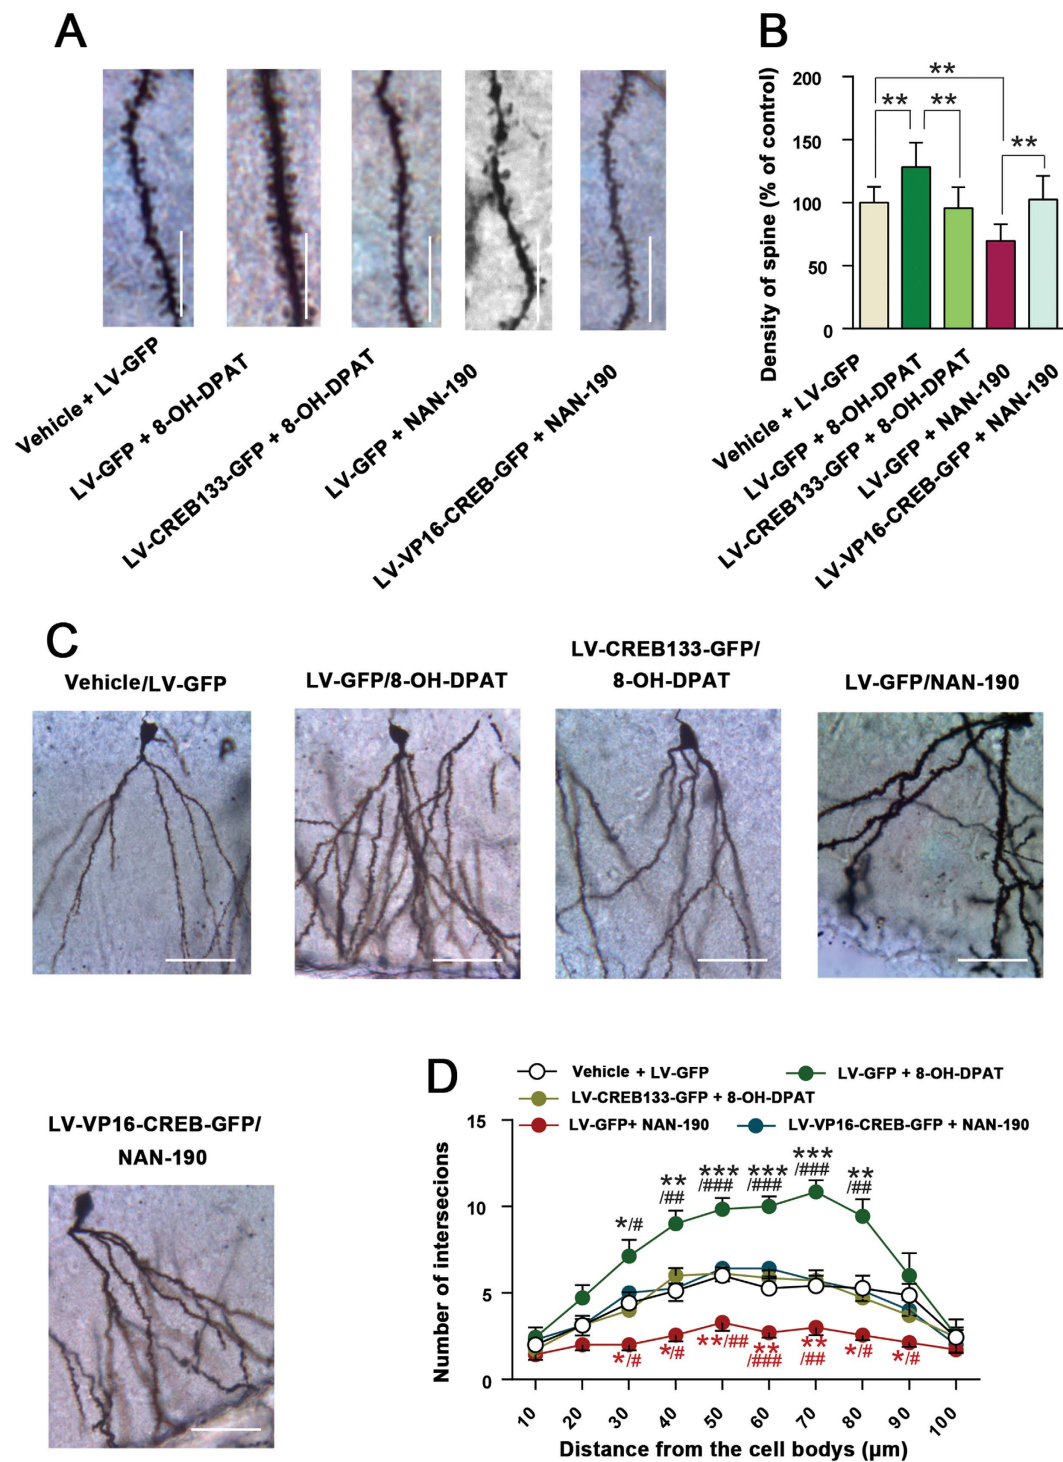 A
Vehicle + LV-GFP
LV-GFP + 8-OH-DPAT
LV-CREB133-GFP + 8-OH-DPAT
LV-GFP + NAN-190
LV-VP16-CREB-GFP + NAN-190
B
Density of spine (% of control)
200
150
100
50
0
**
** **
**
Vehicle + LV-GFP
LV-GFP + 8-OH-DPAT
LV-CREB133-GFP + 8-OH-DPAT
LV-GFP + NAN-190
LV-VP16-CREB-GFP + NAN-190
C
Vehicle/LV-GFP
LV-GFP/8-OH-DPAT
LV-CREB133-GFP/
8-OH-DPAT
LV-GFP/NAN-190
LV-VP16-CREB-GFP/
NAN-190
D
Vehicle + LV-GFP
LV-GFP + 8-OH-DPAT
LV-CREB133-GFP + 8-OH-DPAT
LV-GFP+ NAN-190
LV-VP16-CREB-GFP + NAN-190
Number of intersecions
15
10
5
0
*/#
**
/##
***
/###
***
/###
***
/###
**
/##
*/#
*/#
**/##
**
/###
**
/##
*/#
*/#
10 20 30 40 50 60 70 80 90 100
Distance from the cell bodys (µm)